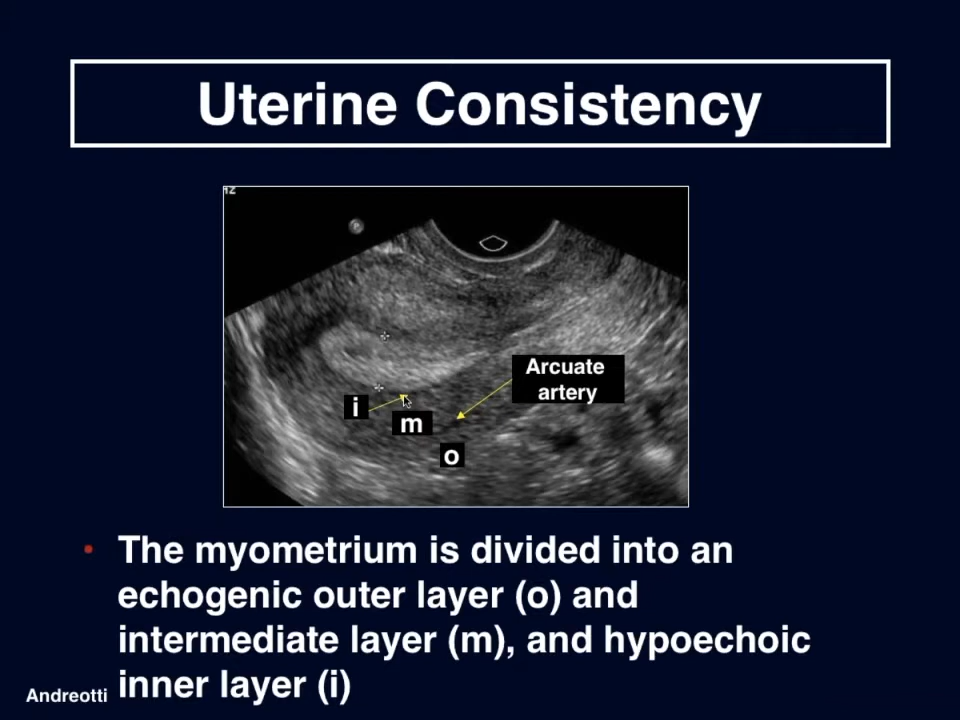 Uterine Consistency
12
Arcuate
artery
i
m
o
• The myometrium is divided into an
echogenic outer layer (o) and
intermediate layer (m), and hypoechoic
inner layer (i)
Andreotti